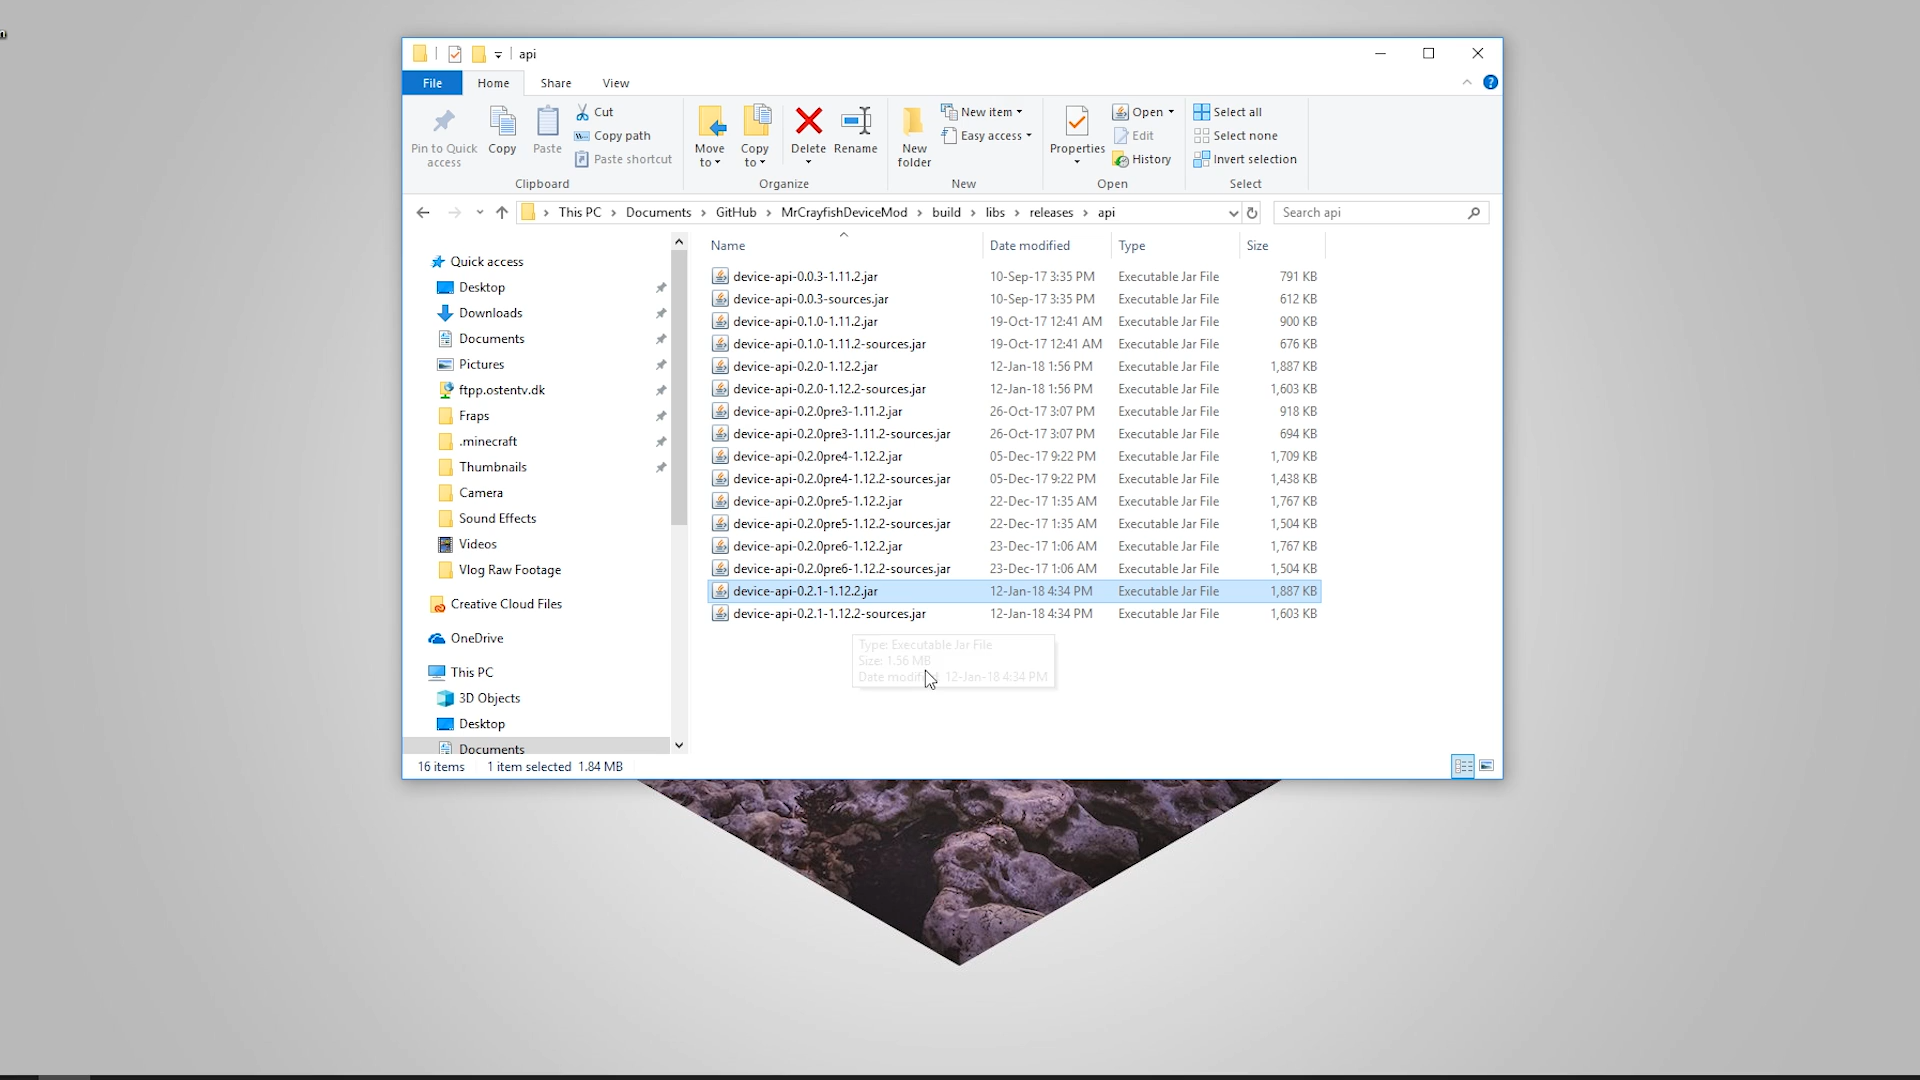 api
File Home Share View
Pin to Quick access
Copy
Paste
Cut
Copy path
Paste shortcut
Clipboard
Move to
Copy to
Delete
Rename
Organize
New folder
New item
Easy access
New
Properties
Open
Edit
History
Open
Select all
Select none
Invert selection
Select
This PC Documents GitHub MrCrayfishDeviceMod build libs releases api
Search api
Quick access
Desktop
Downloads
Documents
Pictures
ftpp.ostentv.dk
Fraps
.minecraft
Thumbnails
Camera
Sound Effects
Videos
Vlog Raw Footage
Creative Cloud Files
OneDrive
This PC
3D Objects
Desktop
Documents
Name Date modified Type Size
device-api-0.0.3-1.11.2.jar 10-Sep-17 3:35 PM Executable Jar File 791 KB
device-api-0.0.3-sources.jar 10-Sep-17 3:35 PM Executable Jar File 612 KB
device-api-0.1.0-1.11.2.jar 19-Oct-17 12:41 AM Executable Jar File 900 KB
device-api-0.1.0-1.11.2-sources.jar 19-Oct-17 12:41 AM Executable Jar File 676 KB
device-api-0.2.0-1.12.2.jar 12-Jan-18 1:56 PM Executable Jar File 1,887 KB
device-api-0.2.0-1.12.2-sources.jar 12-Jan-18 1:56 PM Executable Jar File 1,603 KB
device-api-0.2.0pre3-1.11.2.jar 26-Oct-17 3:07 PM Executable Jar File 918 KB
device-api-0.2.0pre3-1.11.2-sources.jar 26-Oct-17 3:07 PM Executable Jar File 694 KB
device-api-0.2.0pre4-1.12.2.jar 05-Dec-17 9:22 PM Executable Jar File 1,709 KB
device-api-0.2.0pre4-1.12.2-sources.jar 05-Dec-17 9:22 PM Executable Jar File 1,438 KB
device-api-0.2.0pre5-1.12.2.jar 22-Dec-17 1:35 AM Executable Jar File 1,767 KB
device-api-0.2.0pre5-1.12.2-sources.jar 22-Dec-17 1:35 AM Executable Jar File 1,504 KB
device-api-0.2.0pre6-1.12.2.jar 23-Dec-17 1:06 AM Executable Jar File 1,767 KB
device-api-0.2.0pre6-1.12.2-sources.jar 23-Dec-17 1:06 AM Executable Jar File 1,504 KB
device-api-0.2.1-1.12.2.jar 12-Jan-18 4:34 PM Executable Jar File 1,887 KB
device-api-0.2.1-1.12.2-sources.jar 12-Jan-18 4:34 PM Executable Jar File 1,603 KB
Type: Executable Jar File
Size: 1.56 MB
Date 12-Jan-18 4:34 PM
16 items 1 item selected 1.84 MB